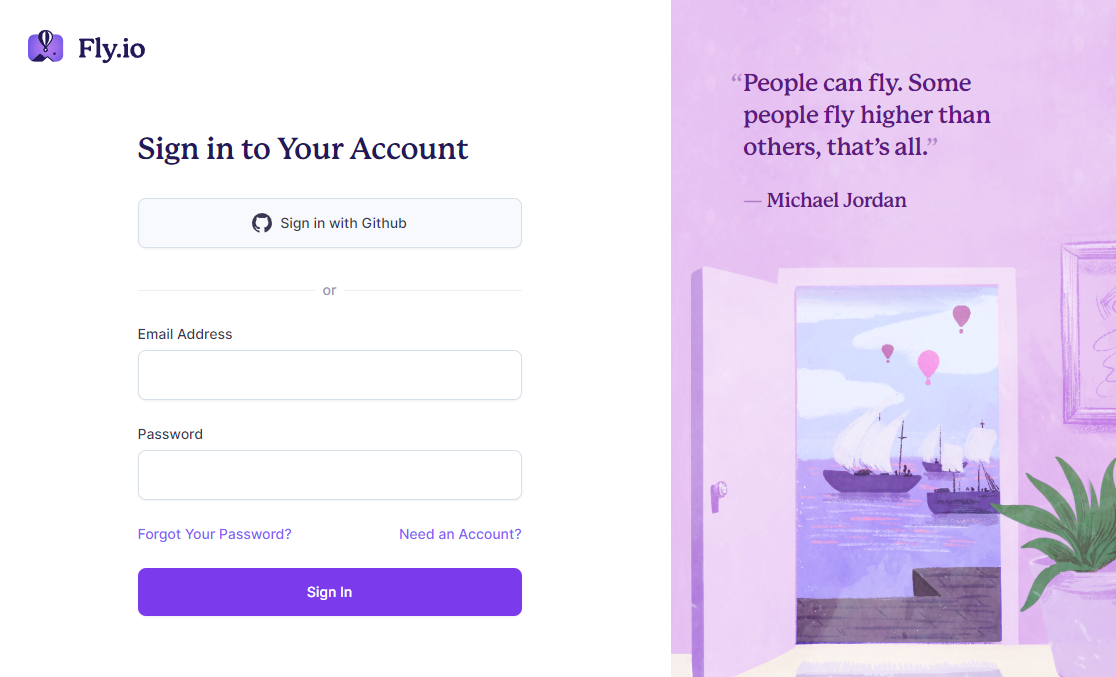 Fly.io
Sign in to Your Account
Sign in with Github
or
Email Address
Password
Forgot Your Password?
Need an Account?
Sign In
“People can fly. Some
people fly higher than
others, that’s all.”
— Michael Jordan